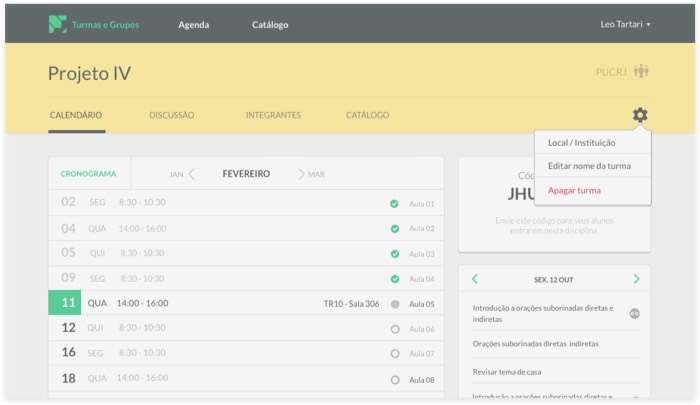 Turmas e Grupos
Agenda
Catálogo
Leo Tartari
Projeto IV
PUCRJ
CALENDÁRIO
DISCUSSÃO
INTEGRANTES
CATÁLOGO
Local / Instituição
Editar nome da turma
Apagar turma
CRONOGRAMA
JAN
FEVEREIRO
MAR
02 SEG 8:30 - 10:30 Aula 01
04 QUA 14:00 - 16:00 Aula 02
05 QUI 8:30 - 10:30 Aula 03
09 SEG 8:30 - 10:30 Aula 04
11 QUA 14:00 - 16:00 TR10 - Sala 306 Aula 05
12 QUI 8:30 - 10:30 Aula 06
16 SEG 8:30 - 10:30 Aula 07
18 QUA 14:00 - 16:00 Aula 08
Envie este código para seus alunos
entrarem nesta disciplina.
SEX, 12 OUT
Introdução a orações suborinadas diretas e
indiretas
Orações suborinadas diretas indiretas
Revisar tema de casa
Introdução a orações suborinadas diretas e